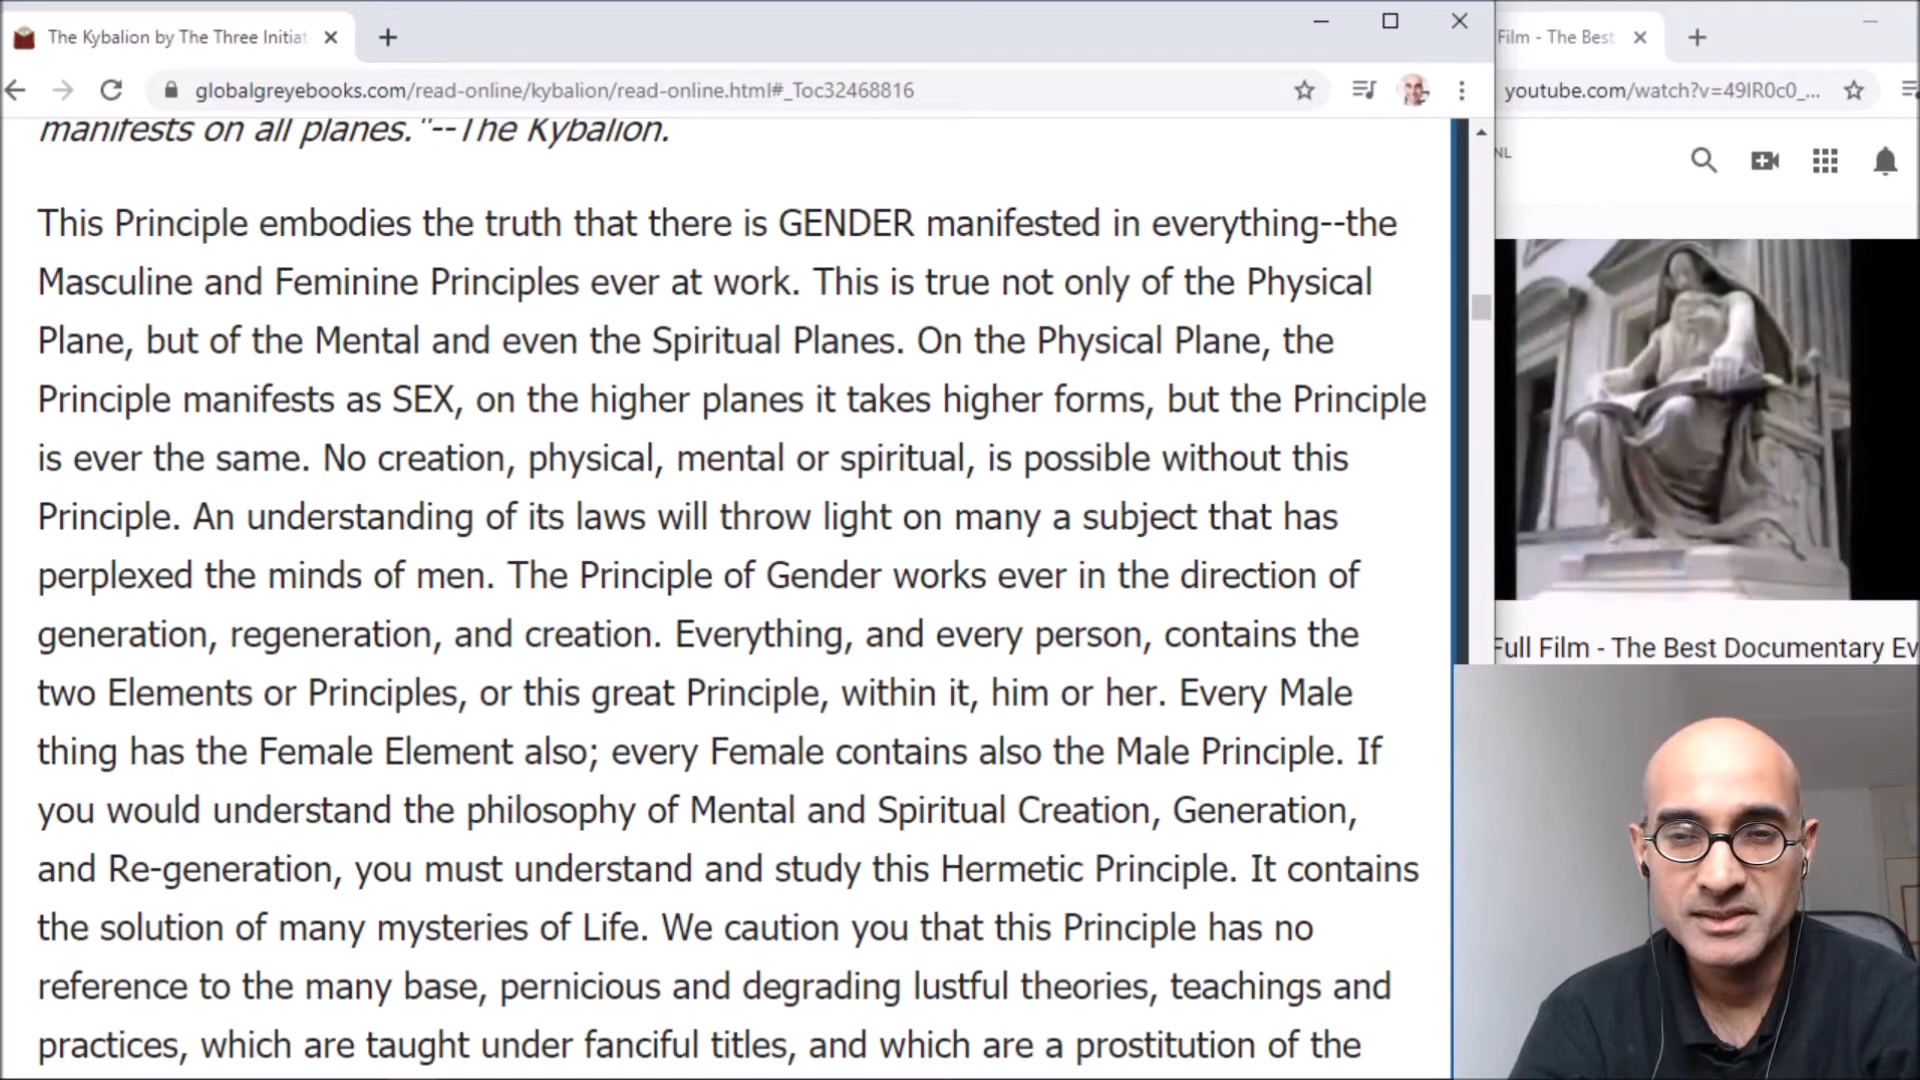 The Kybalion by The Three Initiat
Film - The Best
globalgreyebooks.com/read-online/kybalion/read-online.html#_Toc32468816
youtube.com/watch?v=49IR0c0_...
NL
manifests on all planes."--The Kybalion.
This Principle embodies the truth that there is GENDER manifested in everything--the
Masculine and Feminine Principles ever at work. This is true not only of the Physical
Plane, but of the Mental and even the Spiritual Planes. On the Physical Plane, the
Principle manifests as SEX, on the higher planes it takes higher forms, but the Principle
is ever the same. No creation, physical, mental or spiritual, is possible without this
Principle. An understanding of its laws will throw light on many a subject that has
perplexed the minds of men. The Principle of Gender works ever in the direction of
generation, regeneration, and creation. Everything, and every person, contains the
two Elements or Principles, or this great Principle, within it, him or her. Every Male
thing has the Female Element also; every Female contains also the Male Principle. If
you would understand the philosophy of Mental and Spiritual Creation, Generation,
and Re-generation, you must understand and study this Hermetic Principle. It contains
the solution of many mysteries of Life. We caution you that this Principle has no
reference to the many base, pernicious and degrading lustful theories, teachings and
practices, which are taught under fanciful titles, and which are a prostitution of the
Full Film - The Best Documentary Ev